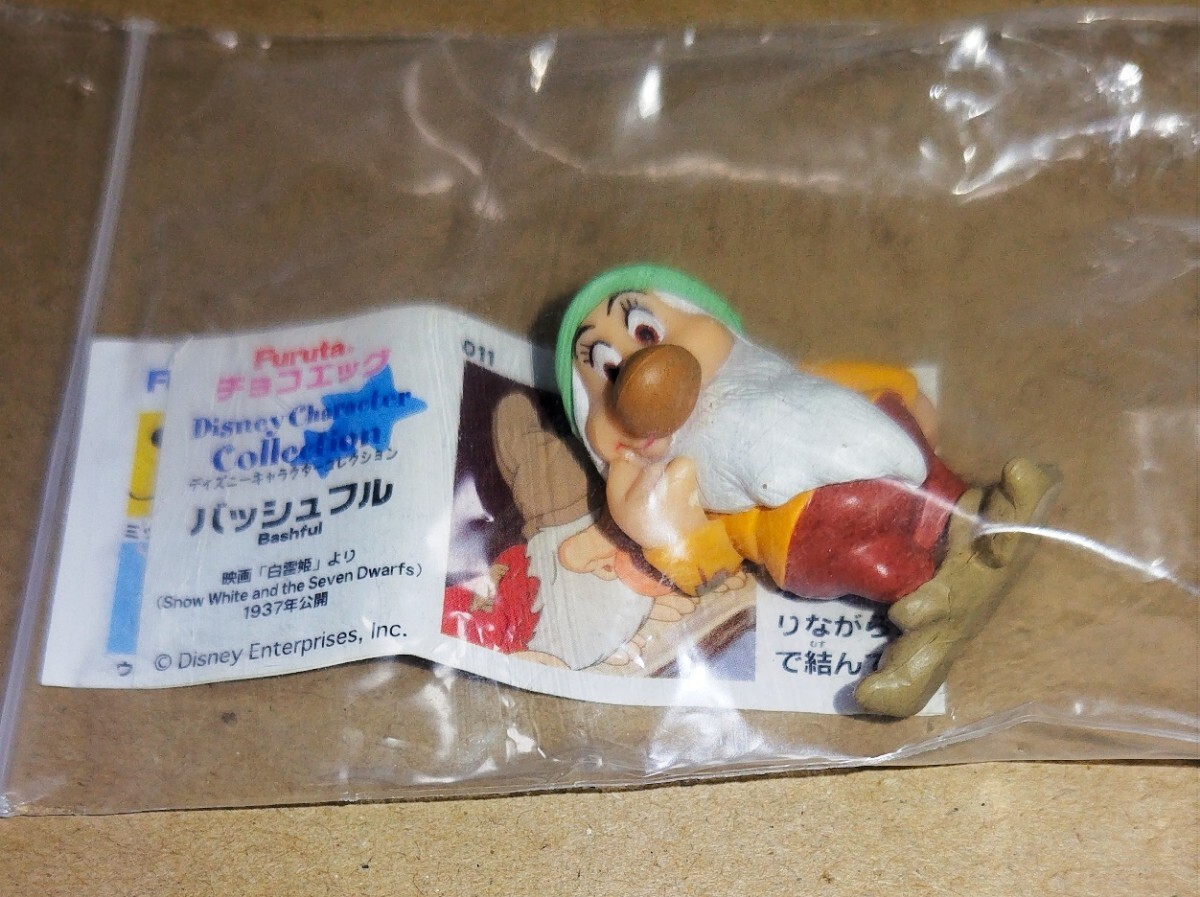 Furuta
チョコエッグ
Disney Character
Collection
ディズニーキャラクターコレクション
バッシュフル
Bashful
映画「白雪姫」より
(Snow White and the Seven Dwarfs)
1937年公開
© Disney Enterprises, Inc.
011
りながら
で結んで
F
ミッ
ウ